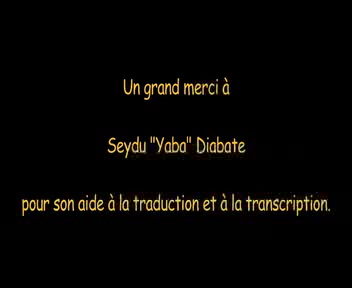 Un grand merci à
Seydu "Yaba" Diabate
pour son aide à la traduction et à la transcription.